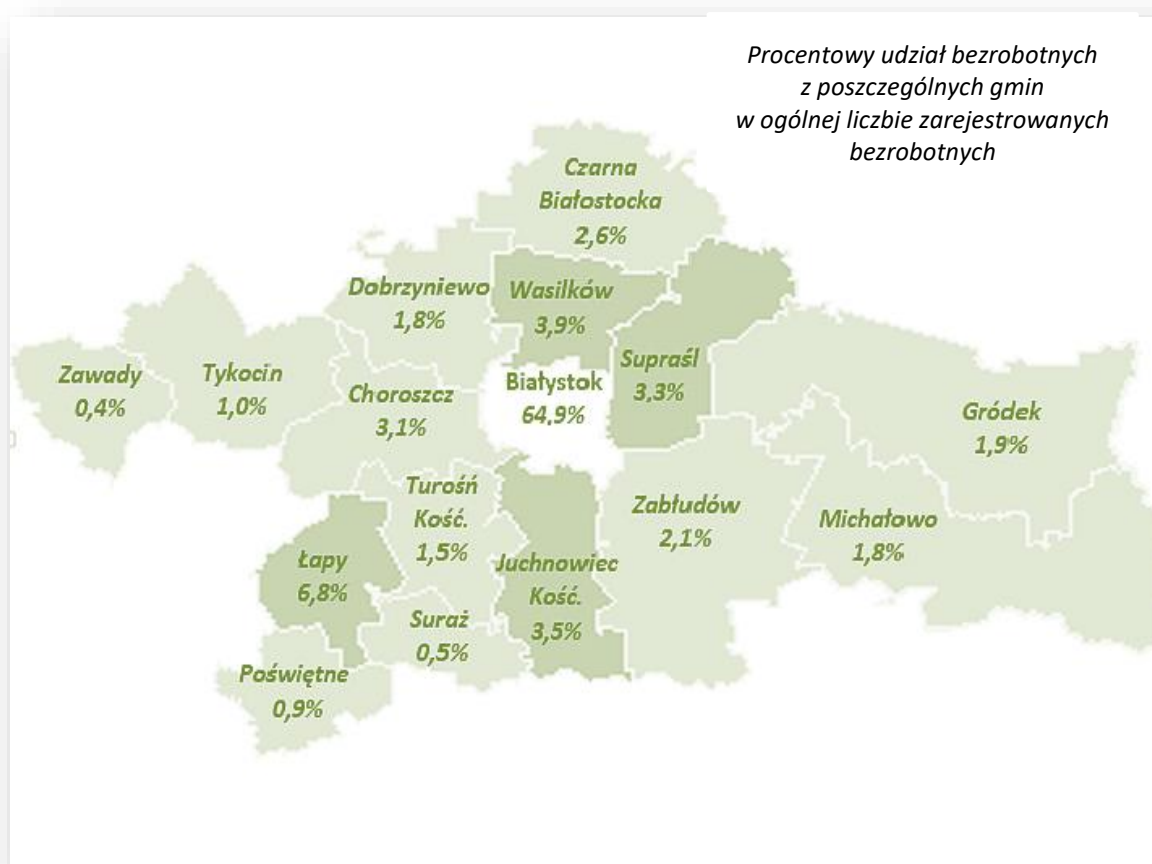 Procentowy udział bezrobotnych
z poszczególnych gmin
w ogólnej liczbie zarejestrowanych
bezrobotnych
Czarna
Białostocka
2,6%
Dobrzyniewo
1,8%
Wasilków
3,9%
Supraśl
3,3%
Zawady
0,4%
Tykocin
1,0%
Choroszcz
3,1%
Białystok
64,9%
Gródek
1,9%
Turośń
Kość.
1,5%
Zabłudów
2,1%
Michałowo
1,8%
Łapy
6,8%
Juchnowiec
Kość.
3,5%
Suraż
0,5%
Poświętne
0,9%